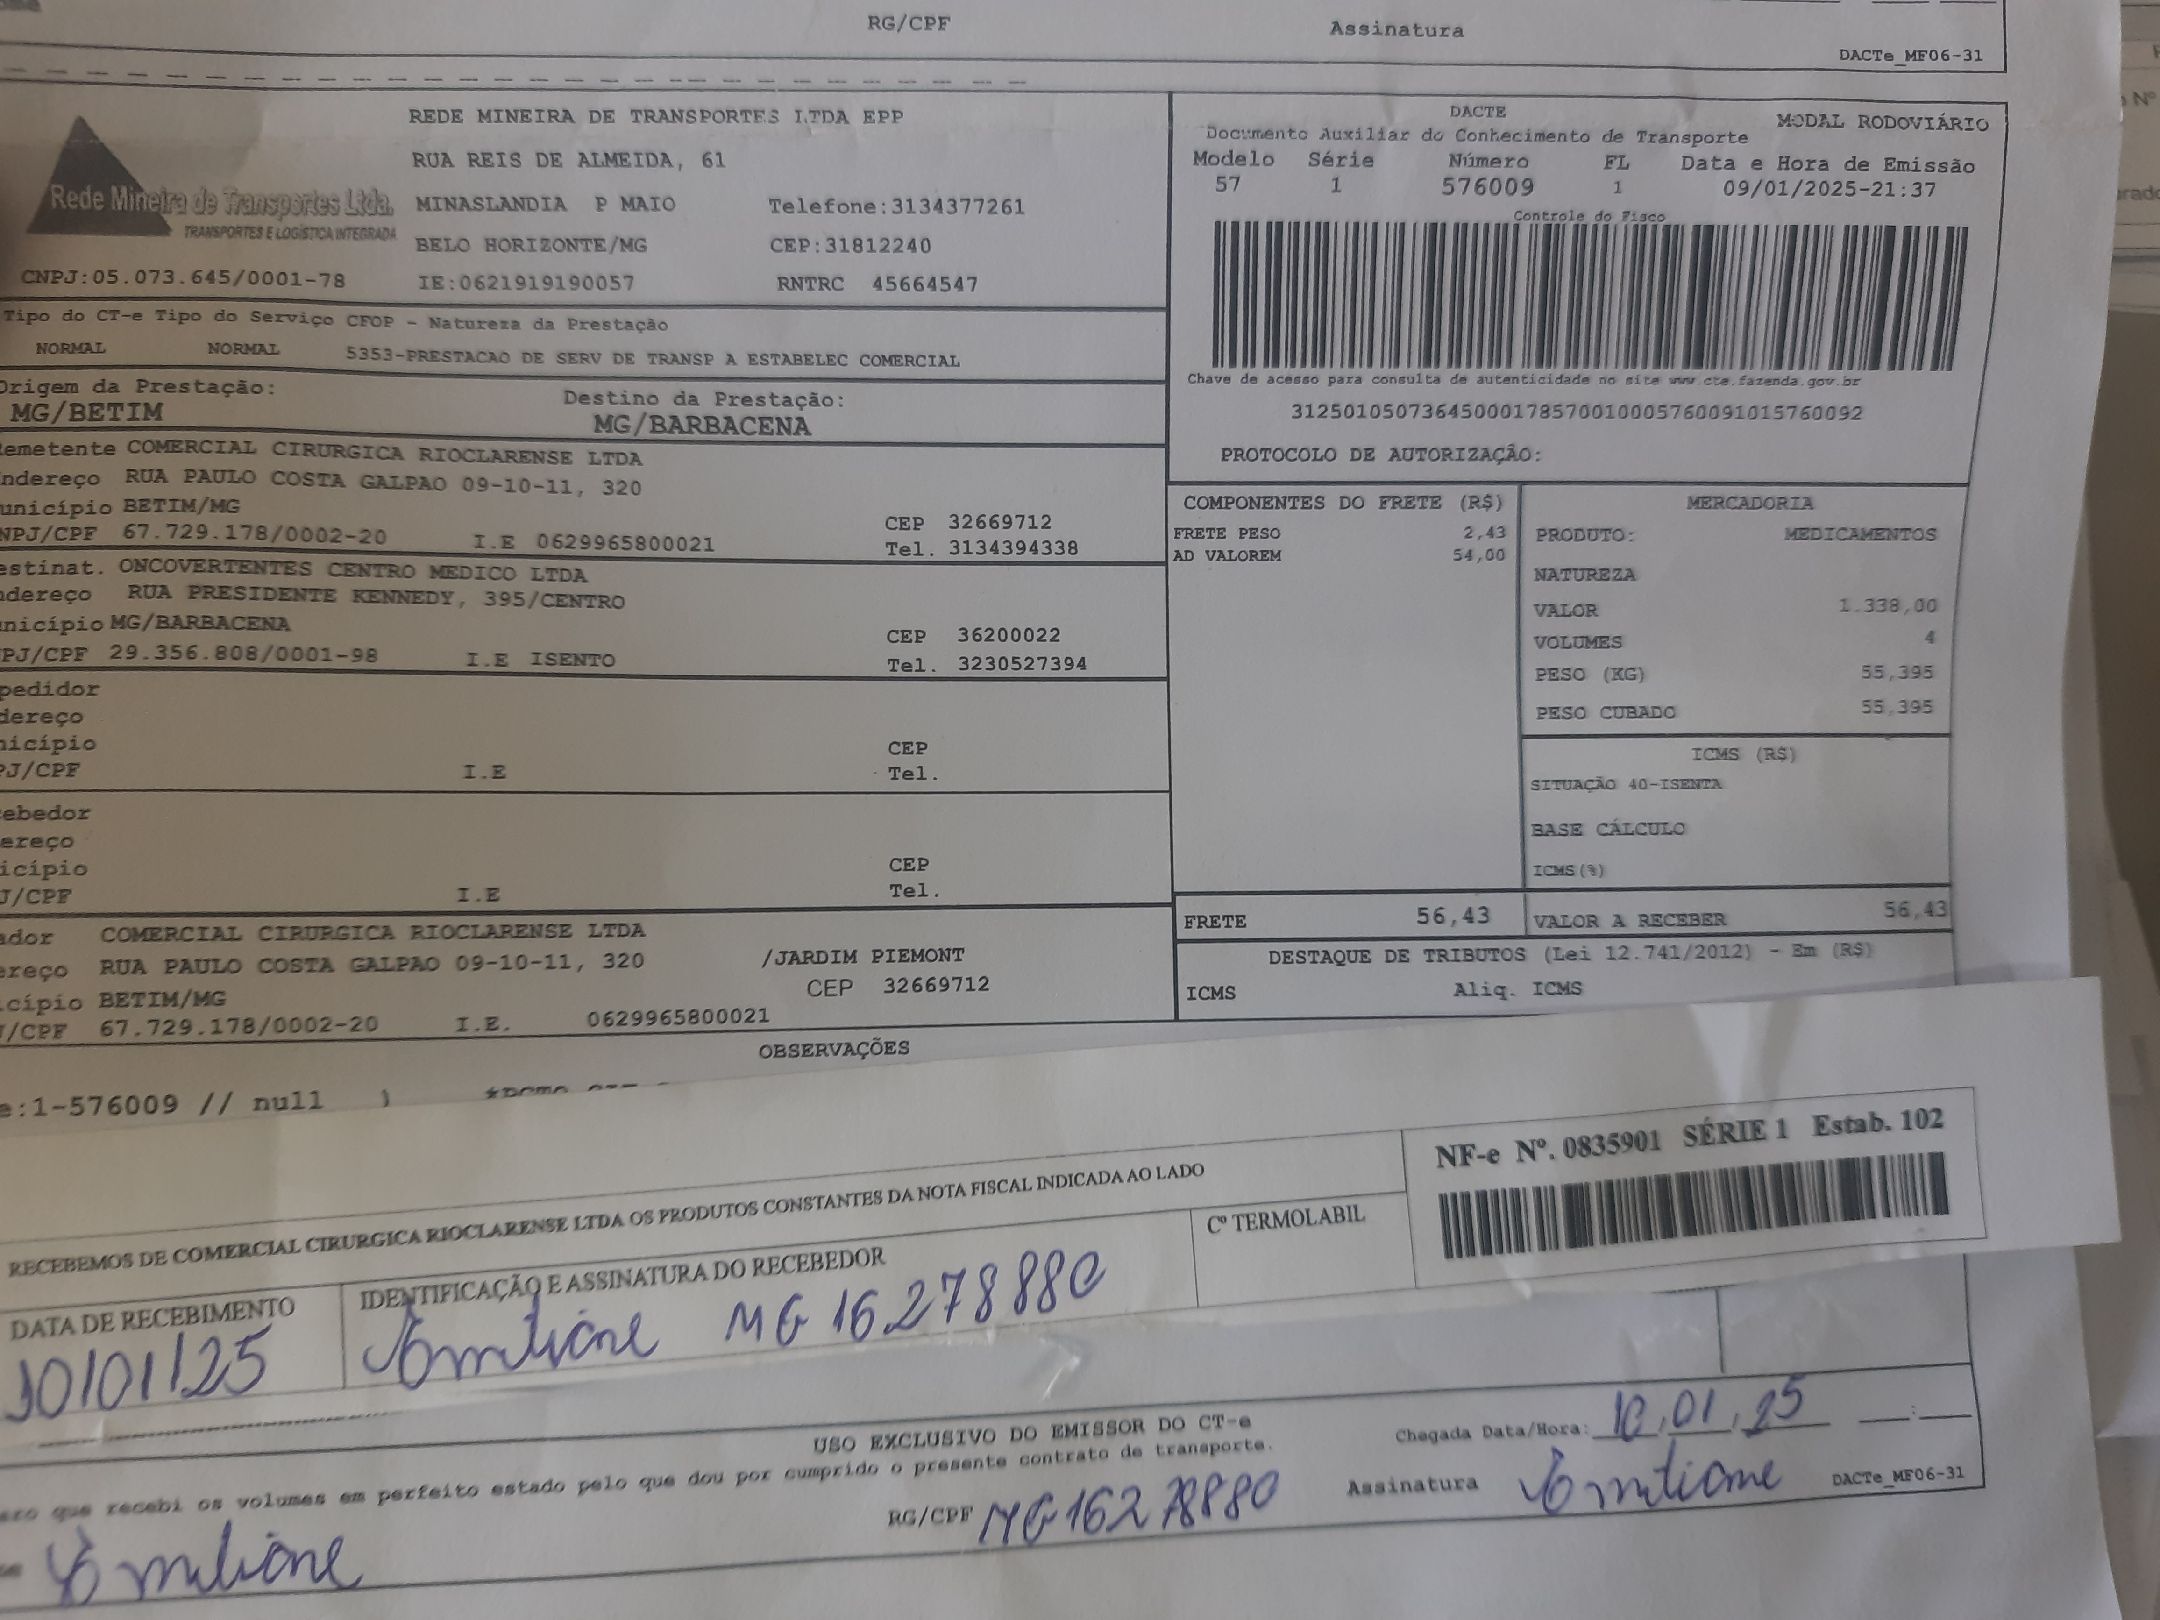 RG/CPF Assinatura
DACTe_MF06-31
REDE MINEIRA DE TRANSPORTES LTDA EPP
RUA REIS DE ALMEIDA, 61
MINASLANDIA P MAIO Telefone:3134377261
BELO HORIZONTE/MG CEP:31812240
IE:0621919190057 RNTRC 45664547
Rede Mineira de Transportes Ltda.
TRANSPORTES E LOGÍSTICA INTEGRADA
CNPJ:05.073.645/0001-78
DACTE
Documento Auxiliar do Conhecimento de Transporte
MODAL RODOVIÁRIO
Modelo Série Número FL Data e Hora de Emissão
57 1 576009 1 09/01/2025-21:37
Controle do Fisco
Chave de acesso para consulta de autenticidade no site www.cte.fazenda.gov.br
31250105073645000178570010005760091015760092
PROTOCOLO DE AUTORIZAÇÃO:
Tipo do CT-e Tipo do Serviço CFOP - Natureza da Prestação
NORMAL NORMAL 5353-PRESTACAO DE SERV DE TRANSP A ESTABELEC COMERCIAL
Origem da Prestação: Destino da Prestação:
MG/BETIM MG/BARBACENA
emetente COMERCIAL CIRURGICA RIOCLARENSE LTDA
ndereço RUA PAULO COSTA GALPAO 09-10-11, 320
unicípio BETIM/MG CEP 32669712
NPJ/CPF 67.729.178/0002-20 I.E 0629965800021 Tel. 3134394338
estinat. ONCOVERTENTES CENTRO MEDICO LTDA
ndereço RUA PRESIDENTE KENNEDY, 395/CENTRO
nicípio MG/BARBACENA CEP 36200022
PJ/CPF 29.356.808/0001-98 I.E ISENTO Tel. 3230527394
pedidor
dereço
nicípio CEP
PJ/CPF I.E Tel.
cebedor
ereço
icípio CEP
J/CPF I.E Tel.
ador COMERCIAL CIRURGICA RIOCLARENSE LTDA
ereço RUA PAULO COSTA GALPAO 09-10-11, 320 /JARDIM PIEMONT
cípio BETIM/MG CEP 32669712
/CPF 67.729.178/0002-20 I.E. 0629965800021
COMPONENTES DO FRETE (R$)
FRETE PESO 2,43
AD VALOREM 54,00
MERCADORIA
PRODUTO: MEDICAMENTOS
NATUREZA
VALOR 1.338,00
VOLUMES 4
PESO (KG) 55,395
PESO CUBADO 55,395
ICMS (R$)
SITUAÇÃO 40-ISENTA
BASE CÁLCULO
ICMS(%)
FRETE 56,43 VALOR A RECEBER 56,43
DESTAQUE DE TRIBUTOS (Lei 12.741/2012) - Em (R$)
ICMS Aliq. ICMS
OBSERVAÇÕES
e:1-576009 // null )
NF-e Nº. 0835901 SÉRIE 1 Estab. 102
RECEBEMOS DE COMERCIAL CIRURGICA RIOCLARENSE LTDA OS PRODUTOS CONSTANTES DA NOTA FISCAL INDICADA AO LADO
DATA DE RECEBIMENTO IDENTIFICAÇÃO E ASSINATURA DO RECEBEDOR Cº TERMOLABIL
10/01/25 Emiliane MG 16278880
USO EXCLUSIVO DO EMISSOR DO CT-e
Chegada Data/Hora: 10.01.25 __:__
aro que recebi os volumes em perfeito estado pelo que dou por cumprido o presente contrato de transporte.
Emiliane RG/CPF MG16278880 Assinatura Emiliane DACTe_MF06-31